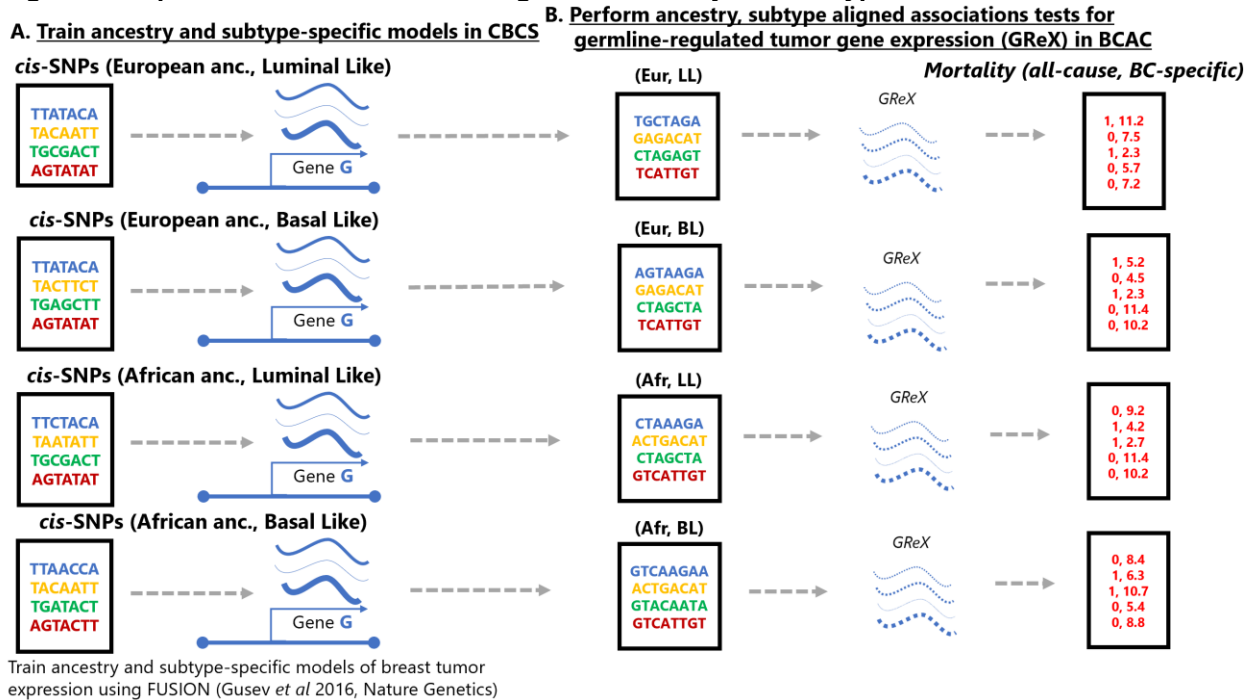 A. Train ancestry and subtype-specific models in CBCS
cis-SNPs (European anc., Luminal Like)
TTATACA
TACAATT
TGCGACT
AGTATAT
Gene G
cis-SNPs (European anc., Basal Like)
TTATACA
TACTTCT
TGAGCTT
AGTATAT
Gene G
cis-SNPs (African anc., Luminal Like)
TTCTACA
TAATATT
TGCGACT
AGTATAT
Gene G
cis-SNPs (African anc., Basal Like)
TTAACCA
TACAATT
TGATACT
AGTACTT
Gene G
Train ancestry and subtype-specific models of breast tumor
expression using FUSION (Gusev et al 2016, Nature Genetics)
B. Perform ancestry, subtype aligned associations tests for
germline-regulated tumor gene expression (GReX) in BCAC
Mortality (all-cause, BC-specific)
(Eur, LL)
TGCTAGA
GAGACAT
CTAGAGT
TCATTGT
GReX
1, 11.2
0, 7.5
1, 2.3
0, 5.7
0, 7.2
(Eur, BL)
AGTAAGA
GAGACAT
CTAGCTA
TCATTGT
GReX
1, 5.2
0, 4.5
1, 2.3
0, 11.4
0, 10.2
(Afr, LL)
CTAAAGA
ACTGACAT
CTAGCTA
GTCATTGT
GReX
0, 9.2
1, 4.2
1, 2.7
0, 11.4
0, 10.2
(Afr, BL)
GTCAAGAA
ACTGACAT
GTACAATA
GTCATTGT
GReX
0, 8.4
1, 6.3
1, 10.7
0, 5.4
0, 8.8